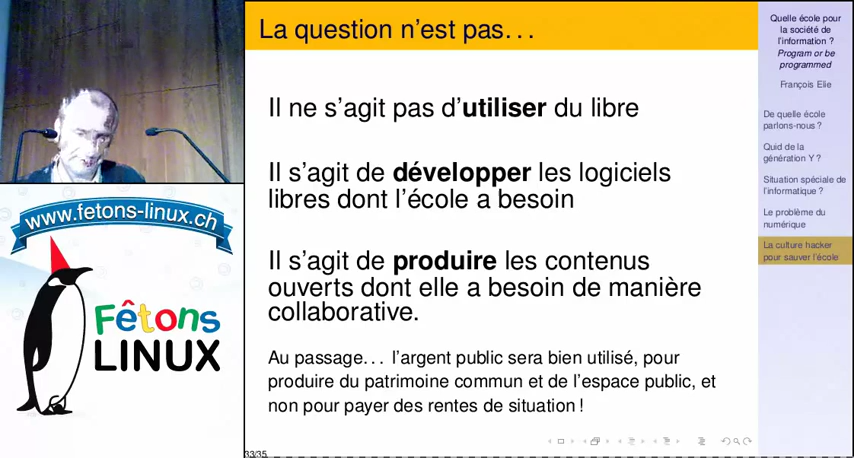 La question n'est pas...
Il ne s'agit pas d'utiliser du libre
Il s'agit de développer les logiciels
libres dont l'école a besoin
Il s'agit de produire les contenus
ouverts dont elle a besoin de manière
collaborative.
Au passage... l'argent public sera bien utilisé, pour
produire du patrimoine commun et de l'espace public, et
non pour payer des rentes de situation !
Quelle école pour
la société de
l'information ?
Program or be
programmed
François Elie
De quelle école
parlons-nous ?
Quid de la
génération Y ?
Situation spéciale de
l'informatique ?
Le problème du
numérique
La culture hacker
pour sauver l'école
www.fetons-linux.ch
Fêtons
LINUX
33/35